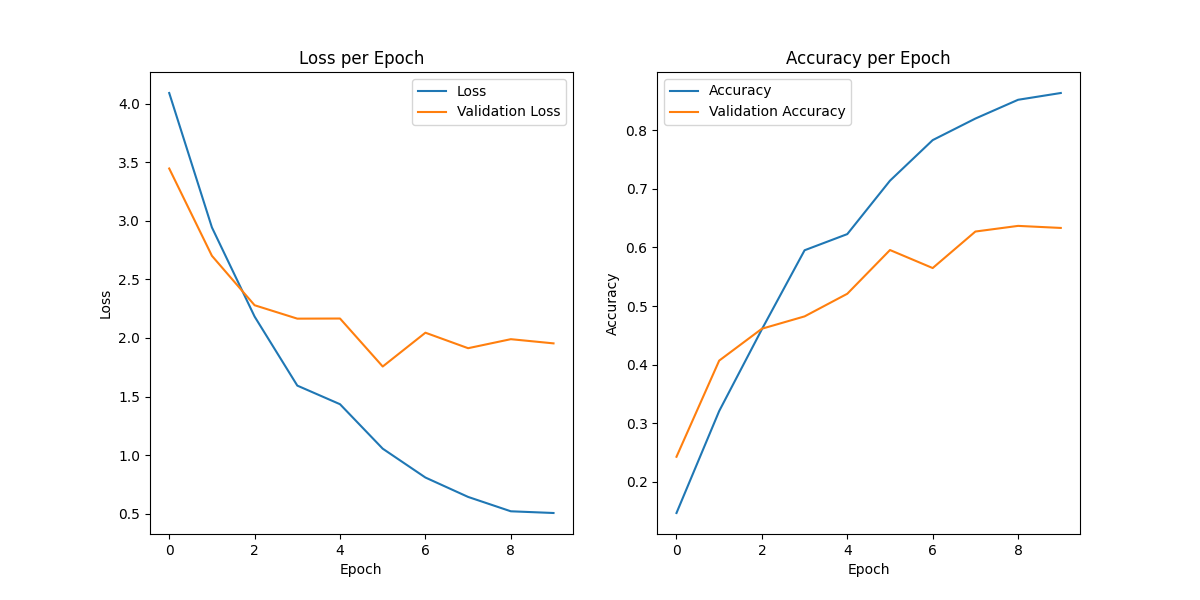 Loss per Epoch
Loss
Validation Loss
4.0
3.5
3.0
2.5
2.0
1.5
1.0
0.5
Loss
0
2
4
6
8
Epoch
Accuracy per Epoch
Accuracy
Validation Accuracy
0.8
0.7
0.6
0.5
0.4
0.3
0.2
Accuracy
0
2
4
6
8
Epoch